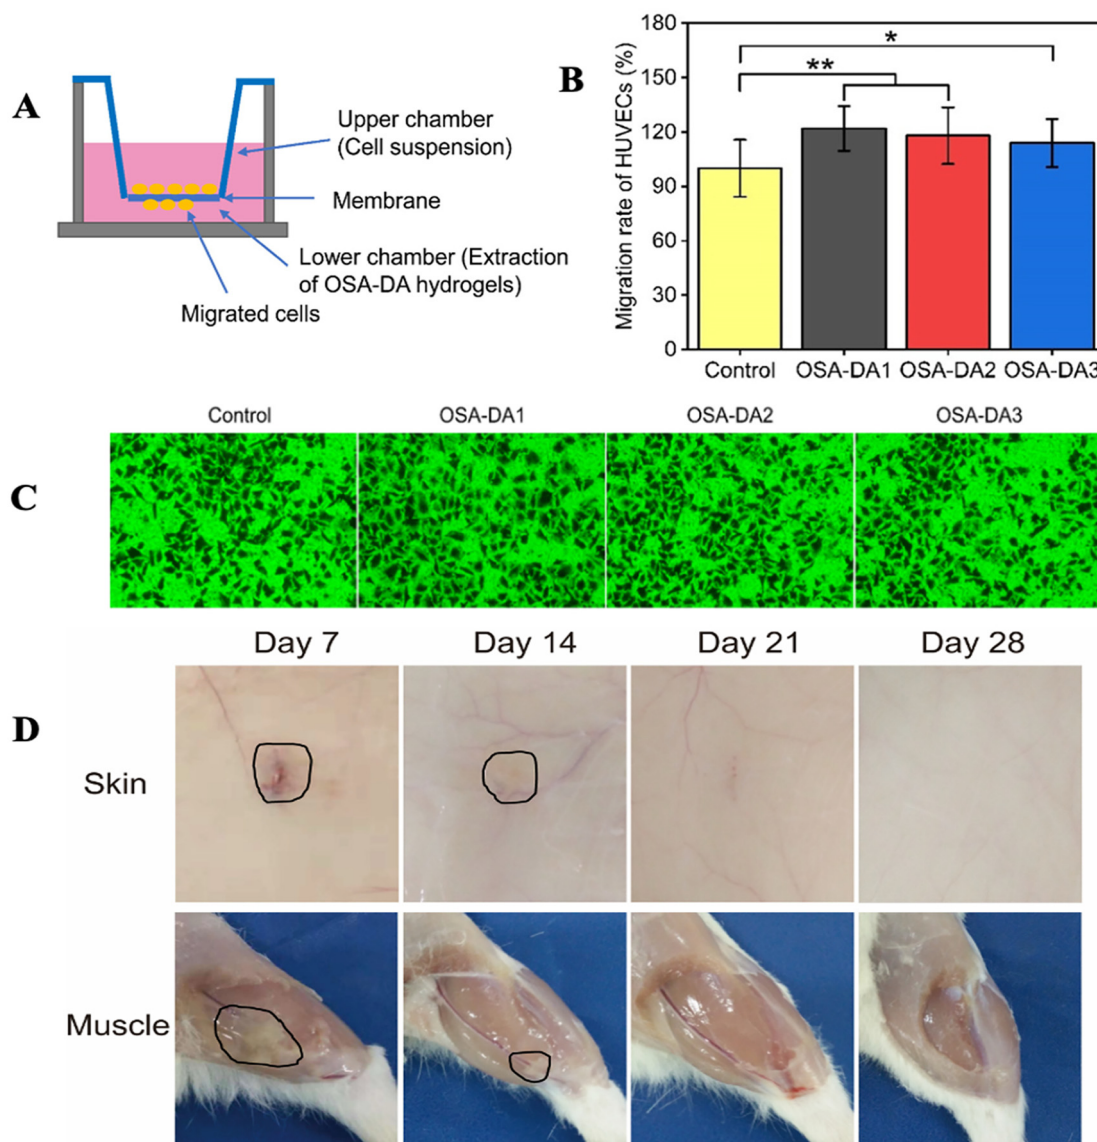 A
Upper chamber
(Cell suspension)
Membrane
Lower chamber (Extraction
of OSA-DA hydrogels)
Migrated cells
B
Migration rate of HUVECs (%)
180
150
120
90
60
30
0
*
**
Control
OSA-DA1
OSA-DA2
OSA-DA3
C
Control
OSA-DA1
OSA-DA2
OSA-DA3
D
Day 7
Day 14
Day 21
Day 28
Skin
Muscle